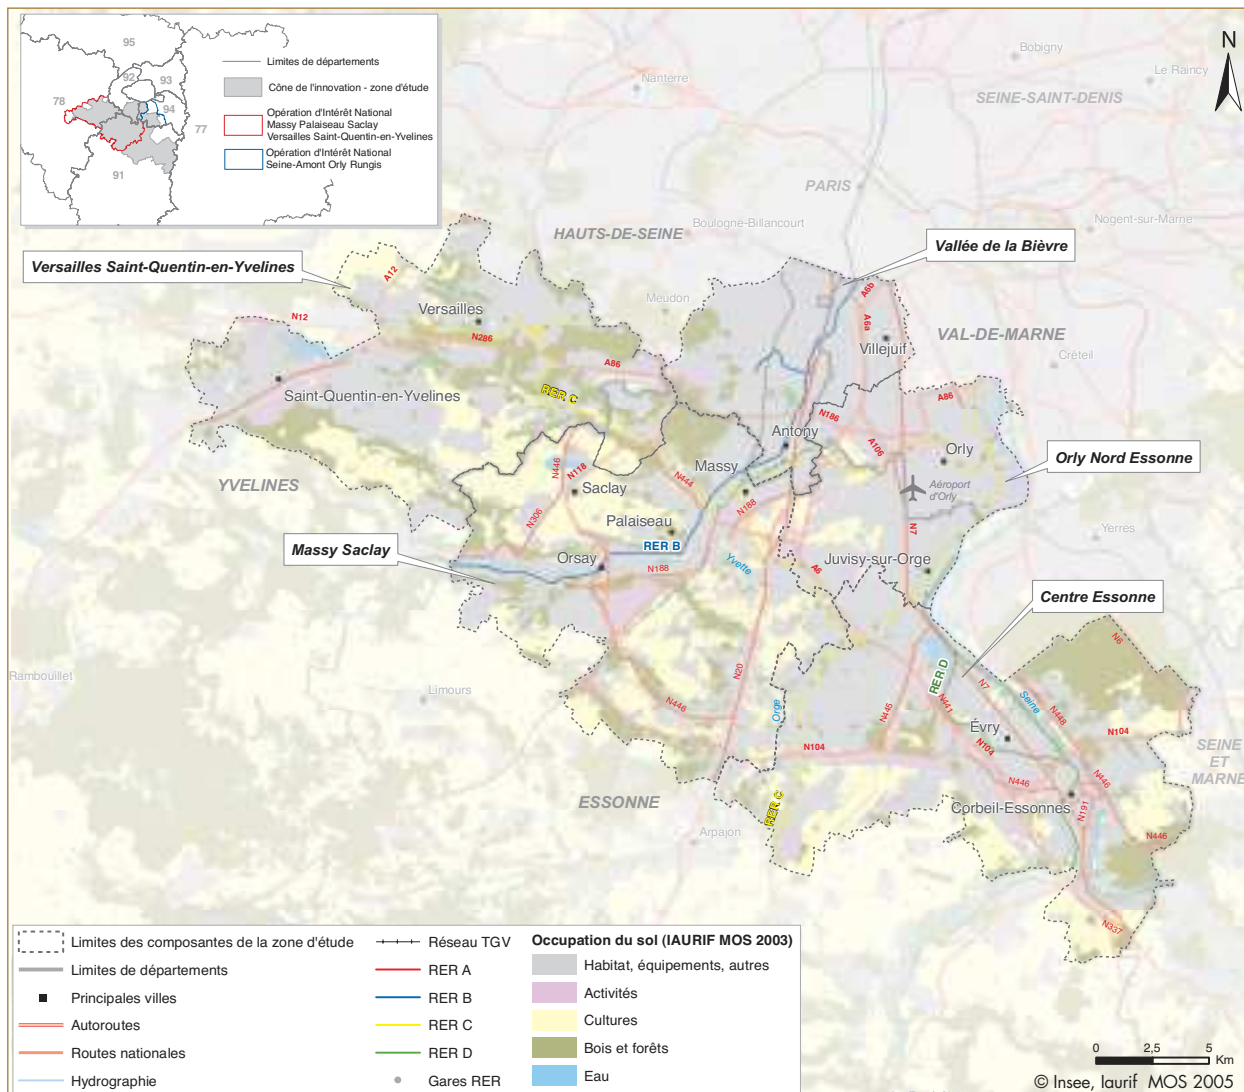 95
92
93
78
94
77
91
Limites de départements
Cône de l'innovation - zone d'étude
Opération d'Intérêt National
Massy Palaiseau Saclay
Versailles Saint-Quentin-en-Yvelines
Opération d'Intérêt National
Seine-Amont Orly Rungis
N
Bobigny
Le Raincy
Nanterre
SEINE-SAINT-DENIS
PARIS
Boulogne-Billancourt
Nogent-sur-Marne
HAUTS-DE-SEINE
Vallée de la Bièvre
Versailles Saint-Quentin-en-Yvelines
A12
Meudon
A6b
Versailles
N12
A6a
VAL-DE-MARNE
N286
Villejuif
Créteil
A86
RER C
Saint-Quentin-en-Yvelines
A86
N186
Antony
A106
Orly
N446
N118
Massy
N444
Orly Nord Essonne
YVELINES
Saclay
Aéroport
d'Orly
N188
N306
Palaiseau
N7
Yerres
Massy Saclay
Orsay
RER B
Yvette
Juvisy-sur-Orge
N188
A6
Centre Essonne
N6
RER D
N20
N7
Rambouillet
Limours
Seine
N446
Orge
N445
N441
N448
Évry
N104
N104
N104
SEINE
ET
MARNE
N446
N446
ESSONNE
RER C
Corbeil-Essonnes
N191
Arpajon
N446
N337
Limites des composantes de la zone d'étude
Limites de départements
Principales villes
Autoroutes
Routes nationales
Hydrographie
Réseau TGV
RER A
RER B
RER C
RER D
Gares RER
Occupation du sol (IAURIF MOS 2003)
Habitat, équipements, autres
Activités
Cultures
Bois et forêts
Eau
0 2,5 5
Km
© Insee, Iaurif MOS 2005